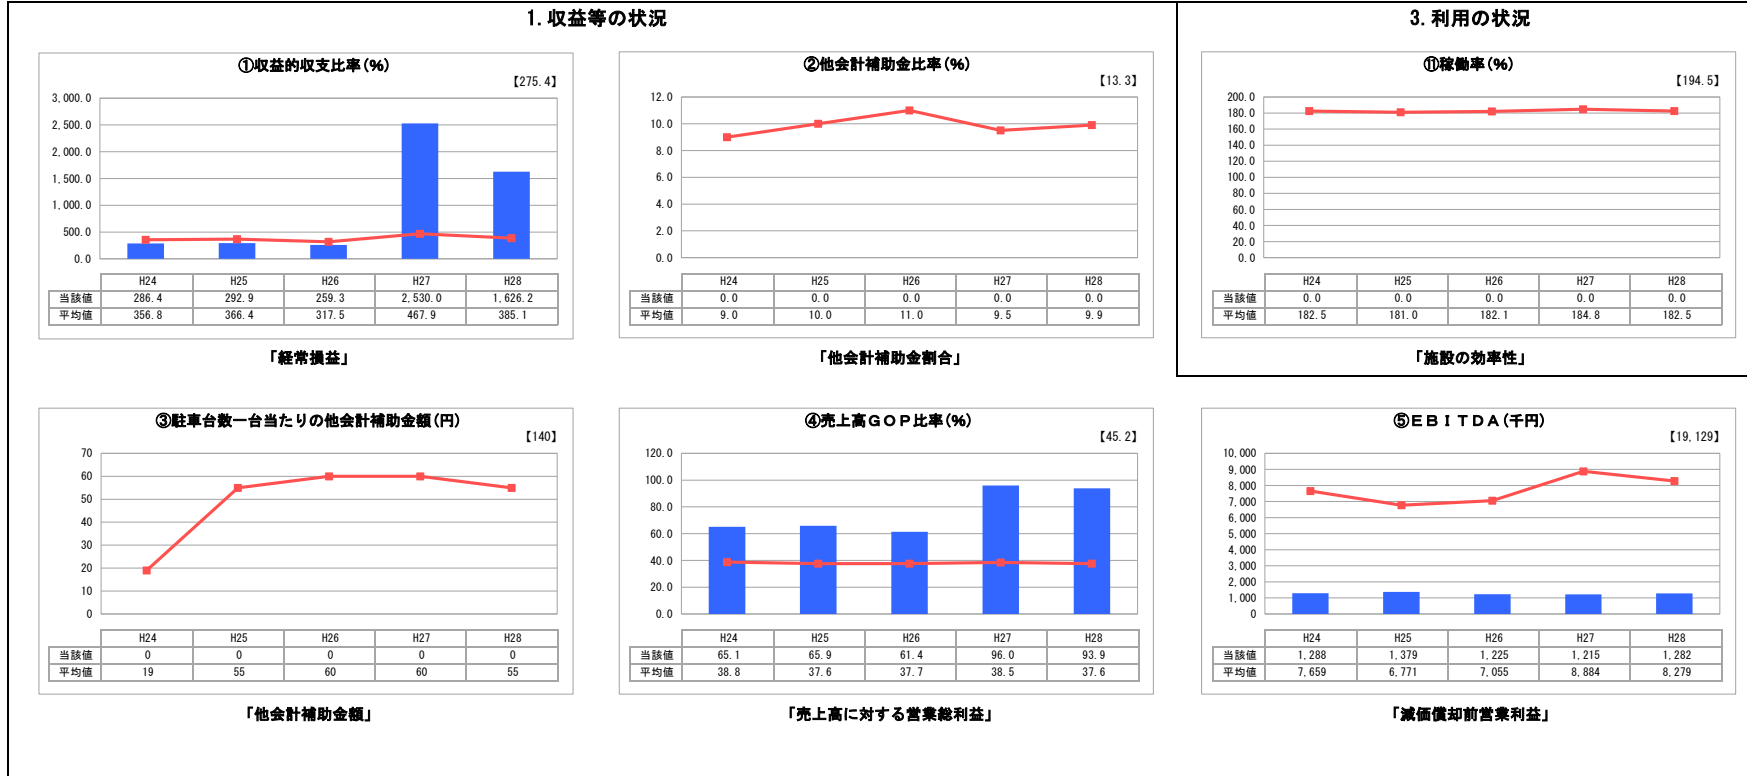 1. 収益等の状況
3. 利用の状況
①収益的収支比率(%)
【275.4】
3,000.0
2,500.0
2,000.0
1,500.0
1,000.0
500.0
0.0
H24 H25 H26 H27 H28
当該値 286.4 292.9 259.3 2,530.0 1,626.2
平均値 356.8 366.4 317.5 467.9 385.1
「経常損益」
②他会計補助金比率(%)
【13.3】
12.0
10.0
8.0
6.0
4.0
2.0
0.0
H24 H25 H26 H27 H28
当該値 0.0 0.0 0.0 0.0 0.0
平均値 9.0 10.0 11.0 9.5 9.9
「他会計補助金割合」
⑪稼働率(%)
【194.5】
200.0
180.0
160.0
140.0
120.0
100.0
80.0
60.0
40.0
20.0
0.0
H24 H25 H26 H27 H28
当該値 0.0 0.0 0.0 0.0 0.0
平均値 182.5 181.0 182.1 184.8 182.5
「施設の効率性」
③駐車台数一台当たりの他会計補助金額(円)
【140】
70
60
50
40
30
20
10
0
H24 H25 H26 H27 H28
当該値 0 0 0 0 0
平均値 19 55 60 60 55
「他会計補助金額」
④売上高GOP比率(%)
【45.2】
120.0
100.0
80.0
60.0
40.0
20.0
0.0
H24 H25 H26 H27 H28
当該値 65.1 65.9 61.4 96.0 93.9
平均値 38.8 37.6 37.7 38.5 37.6
「売上高に対する営業総利益」
⑤EBITDA(千円)
【19,129】
10,000
9,000
8,000
7,000
6,000
5,000
4,000
3,000
2,000
1,000
0
H24 H25 H26 H27 H28
当該値 1,288 1,379 1,225 1,215 1,282
平均値 7,659 6,771 7,055 8,884 8,279
「減価償却前営業利益」